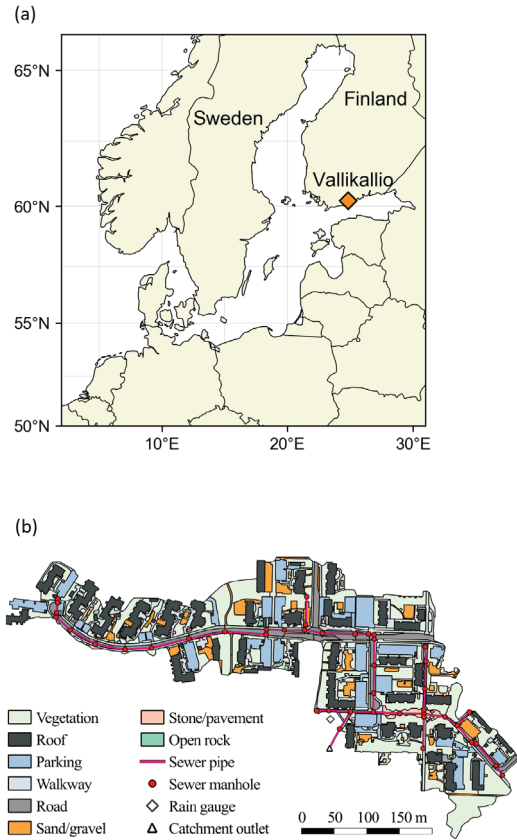 (a)
65°N
Sweden
Finland
Vallikallio
60°N
55°N
50°N
10°E 20°E 30°E
(b)
Vegetation Stone/pavement
Roof Open rock
Parking Sewer pipe
Walkway Sewer manhole
Road Rain gauge
Sand/gravel Catchment outlet
0 50 100 150 m